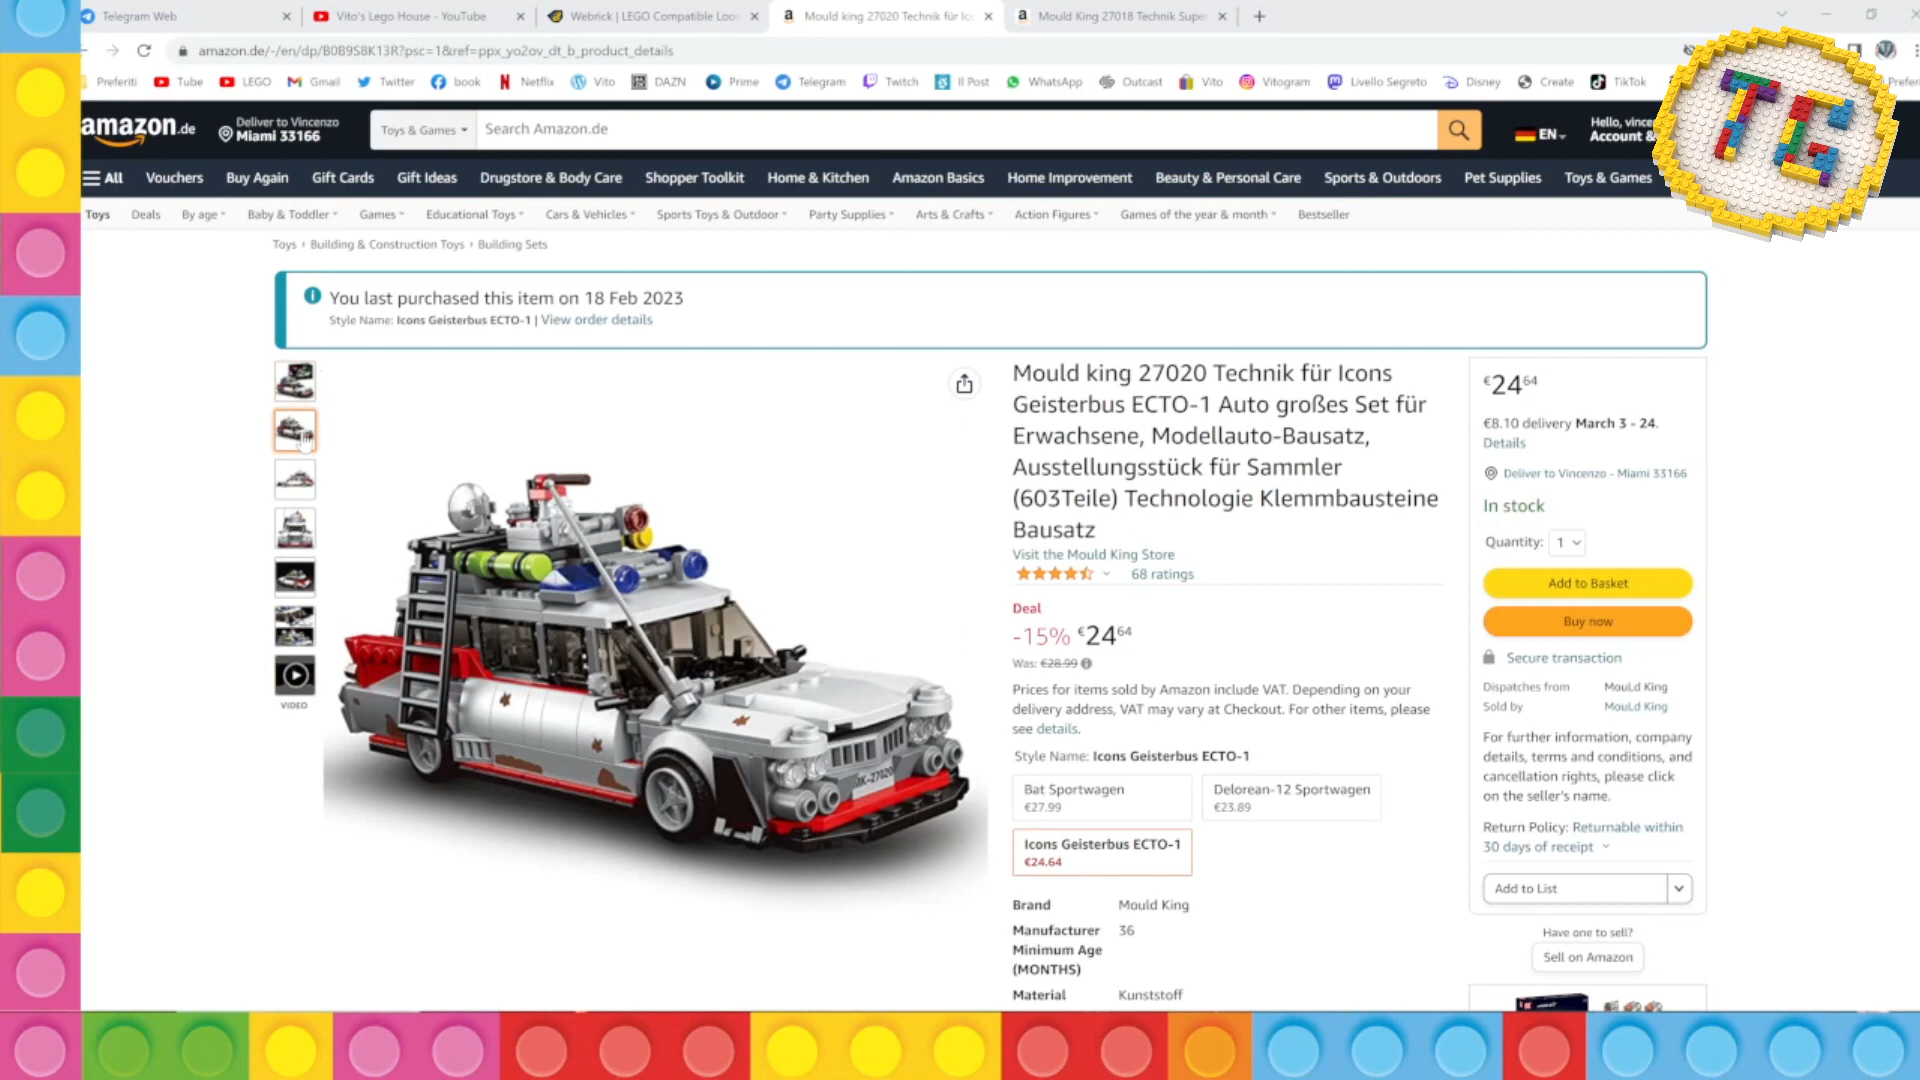 Telegram Web
Vito's Lego House - YouTube
Webrick | LEGO Compatible Loo
Mould king 27020 Technik für Ic
Mould King 27018 Technik Super
amazon.de/-/en/dp/B0B9S8K13R?psc=1&ref=ppx_yo2ov_dt_b_product_details
Preferiti Tube LEGO Gmail Twitter book Netflix Vito DAZN Prime Telegram Twitch Il Post WhatsApp Outcast Vito Vitogram Livello Segreto Disney Create TikTok Preferi
amazon.de
Deliver to Vincenzo
Miami 33166
Toys & Games
Search Amazon.de
EN
Hello, vince
Account &
TG
All Vouchers Buy Again Gift Cards Gift Ideas Drugstore & Body Care Shopper Toolkit Home & Kitchen Amazon Basics Home Improvement Beauty & Personal Care Sports & Outdoors Pet Supplies Toys & Games
Toys Deals By age Baby & Toddler Games Educational Toys Cars & Vehicles Sports Toys & Outdoor Party Supplies Arts & Crafts Action Figures Games of the year & month Bestseller
Toys › Building & Construction Toys › Building Sets
You last purchased this item on 18 Feb 2023
Style Name: Icons Geisterbus ECTO-1 | View order details
VIDEO
MK-27020
Mould king 27020 Technik für Icons
Geisterbus ECTO-1 Auto großes Set für
Erwachsene, Modellauto-Bausatz,
Ausstellungsstück für Sammler
(603Teile) Technologie Klemmbausteine
Bausatz
Visit the Mould King Store
68 ratings
Deal
-15% €24 64
Was: €28.99
Prices for items sold by Amazon include VAT. Depending on your
delivery address, VAT may vary at Checkout. For other items, please
see details.
Style Name: Icons Geisterbus ECTO-1
Bat Sportwagen
€27.99
Delorean-12 Sportwagen
€23.89
Icons Geisterbus ECTO-1
€24.64
Brand Mould King
Manufacturer 36
Minimum Age
(MONTHS)
Material Kunststoff
€24 64
€8.10 delivery March 3 - 24.
Details
Deliver to Vincenzo - Miami 33166
In stock
Quantity: 1
Add to Basket
Buy now
Secure transaction
Dispatches from MouLd King
Sold by MouLd King
For further information, company
details, terms and conditions, and
cancellation rights, please click
on the seller's name.
Return Policy: Returnable within
30 days of receipt
Add to List
Have one to sell?
Sell on Amazon